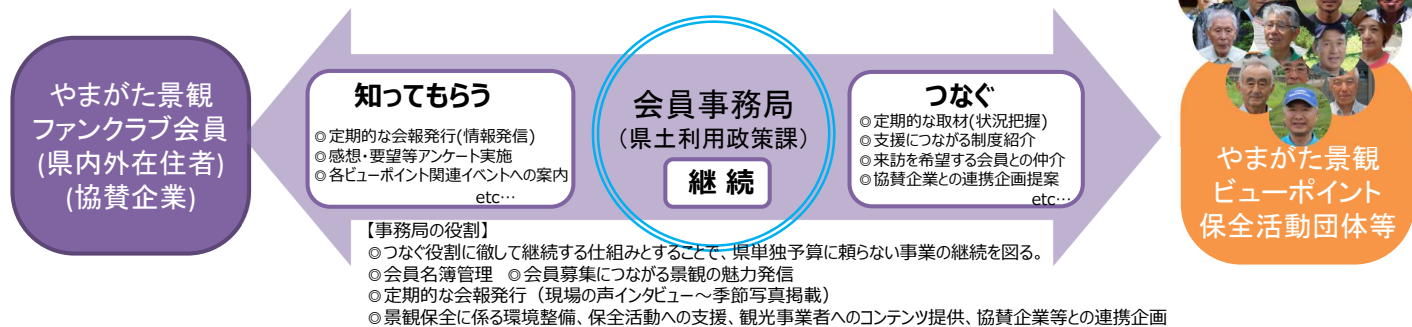 やまがた景観
ファンクラブ会員
(県内外在住者)
(協賛企業)
知ってもらう
◎定期的な会報発行(情報発信)
◎感想・要望等アンケート実施
◎各ビューポイント関連イベントへの案内
etc…
会員事務局
(県土利用政策課)
継続
つなぐ
◎定期的な取材(状況把握)
◎支援につながる制度紹介
◎来訪を希望する会員との仲介
◎協賛企業との連携企画提案
etc…
やまがた景観
ビューポイント
保全活動団体等
【事務局の役割】
◎つなぐ役割に徹して継続する仕組みとすることで、県単独予算に頼らない事業の継続を図る。
◎会員名簿管理 ◎会員募集につながる景観の魅力発信
◎定期的な会報発行（現場の声インタビュー～季節写真掲載）
◎景観保全に係る環境整備、保全活動への支援、観光事業者へのコンテンツ提供、協賛企業等との連携企画